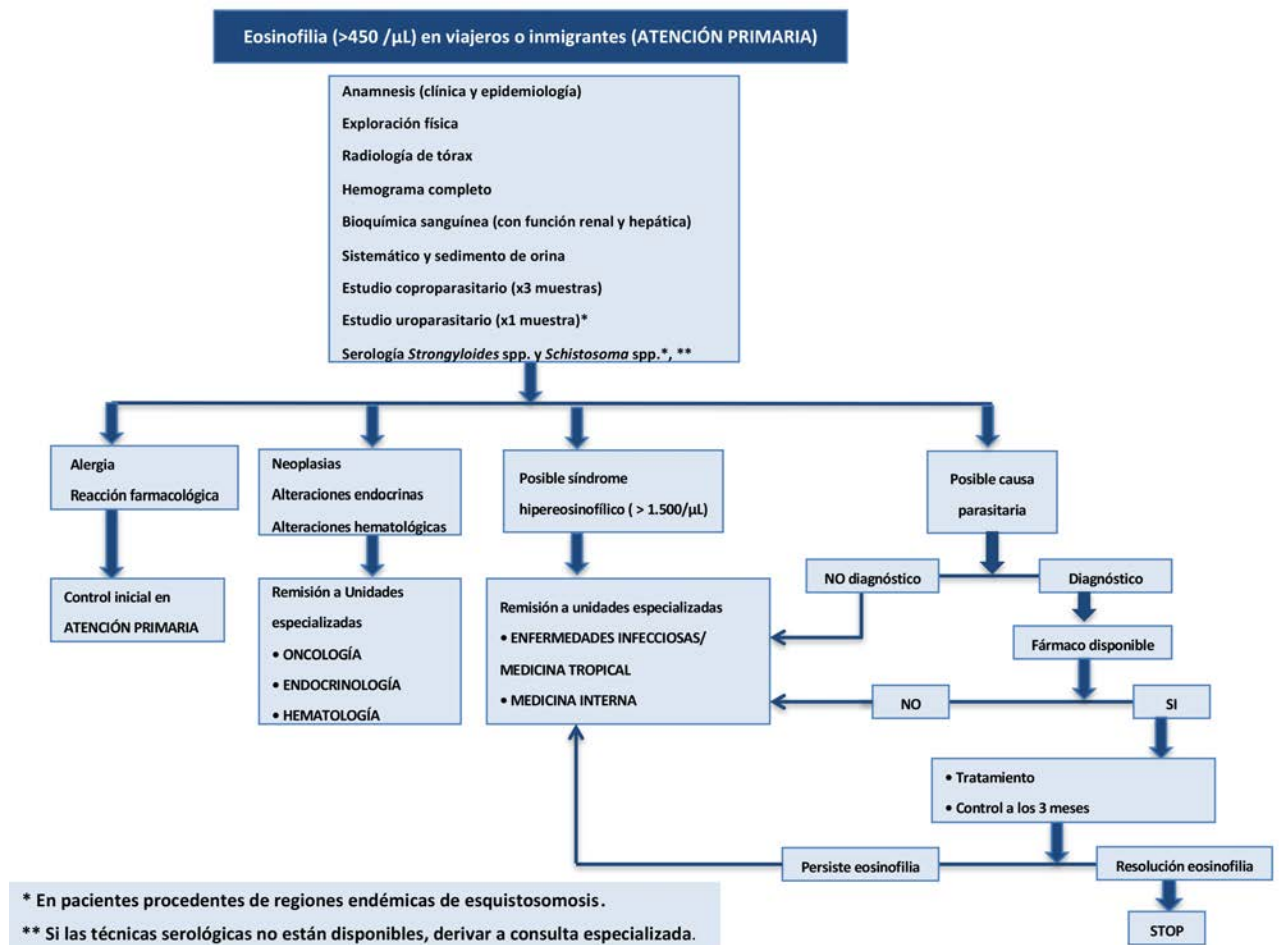 Eosinofilia (>450 /µL) en viajeros o inmigrantes (ATENCIÓN PRIMARIA)
Anamnesis (clínica y epidemiología)
Exploración física
Radiología de tórax
Hemograma completo
Bioquímica sanguínea (con función renal y hepática)
Sistemático y sedimento de orina
Estudio coproparasitario (x3 muestras)
Estudio uroparasitario (x1 muestra)*
Serología Strongyloides spp. y Schistosoma spp.*, **
Alergia
Reacción farmacológica
Neoplasias
Alteraciones endocrinas
Alteraciones hematológicas
Posible síndrome
hipereosinofílico ( > 1.500/µL)
Posible causa
parasitaria
Control inicial en
ATENCIÓN PRIMARIA
Remisión a Unidades
especializadas
• ONCOLOGÍA
• ENDOCRINOLOGÍA
• HEMATOLOGÍA
Remisión a unidades especializadas
• ENFERMEDADES INFECCIOSAS/
MEDICINA TROPICAL
• MEDICINA INTERNA
NO diagnóstico
Diagnóstico
Fármaco disponible
NO
SI
• Tratamiento
• Control a los 3 meses
Persiste eosinofilia
Resolución eosinofilia
STOP
* En pacientes procedentes de regiones endémicas de esquistosomosis.
** Si las técnicas serológicas no están disponibles, derivar a consulta especializada.